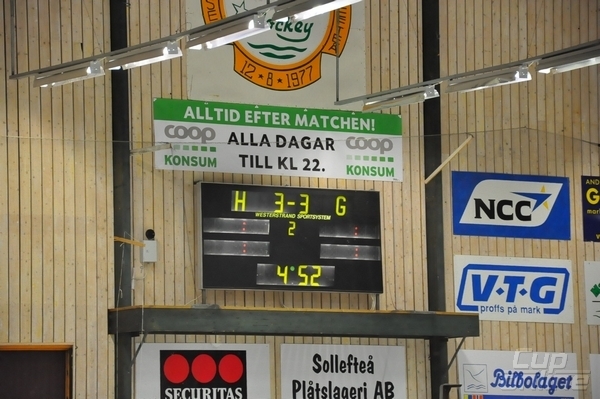 Hockey
12-8-1977
ALLTID EFTER MATCHEN!
coop KONSUM
ALLA DAGAR
TILL KL 22.
coop KONSUM
H 3-3 G
WESTERSTRAND SPORTSYSTEM
2
4:52
NCC
V·T·G
proffs på mark
SECURITAS
Sollefteå
Plåtslageri AB
Bilbolaget
Cup